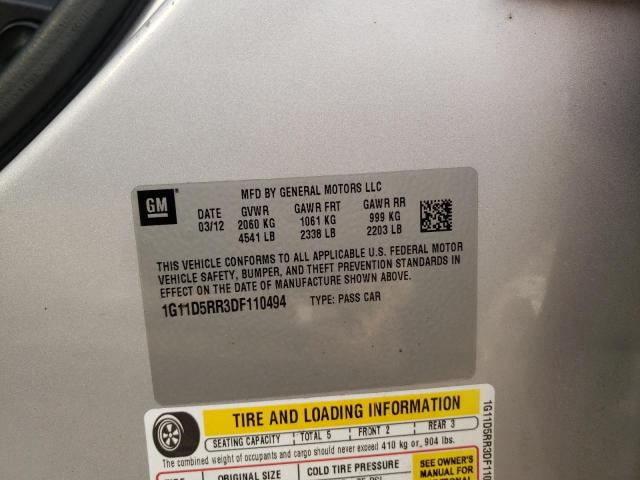 MFD BY GENERAL MOTORS LLC
GM
DATE GVWR GAWR FRT GAWR RR
03/12 2060 KG 1061 KG 999 KG
4541 LB 2338 LB 2203 LB
THIS VEHICLE CONFORMS TO ALL APPLICABLE U.S. FEDERAL MOTOR
VEHICLE SAFETY, BUMPER, AND THEFT PREVENTION STANDARDS IN
EFFECT ON THE DATE OF MANUFACTURE SHOWN ABOVE.
1G11D5RR3DF110494 TYPE: PASS CAR
TIRE AND LOADING INFORMATION
SEATING CAPACITY TOTAL 5 FRONT 2 REAR 3
The combined weight of occupants and cargo should never exceed 410 kg or 904 lbs.
ORIGINAL SIZE COLD TIRE PRESSURE
SEE OWNER'S
MANUAL FOR
1G11D5RR3DF110